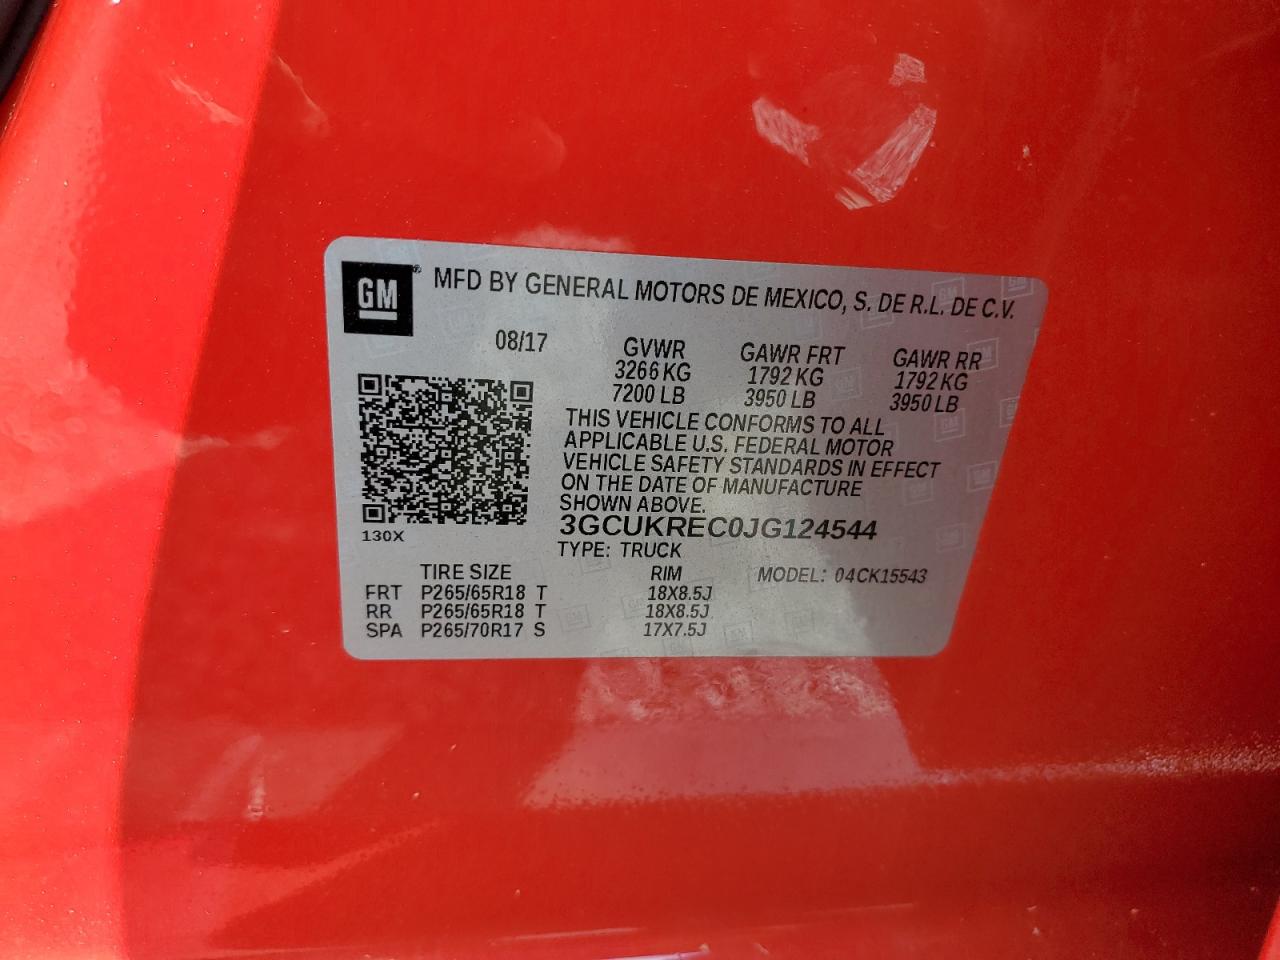 GM
MFD BY GENERAL MOTORS DE MEXICO, S. DE R.L. DE C.V.
08/17 GVWR GAWR FRT GAWR RR
3266 KG 1792 KG 1792 KG
7200 LB 3950 LB 3950 LB
THIS VEHICLE CONFORMS TO ALL
APPLICABLE U.S. FEDERAL MOTOR
VEHICLE SAFETY STANDARDS IN EFFECT
ON THE DATE OF MANUFACTURE
SHOWN ABOVE.
130X
3GCUKREC0JG124544
TYPE: TRUCK
TIRE SIZE RIM MODEL: 04CK15543
FRT P265/65R18 T 18X8.5J
RR P265/65R18 T 18X8.5J
SPA P265/70R17 S 17X7.5J